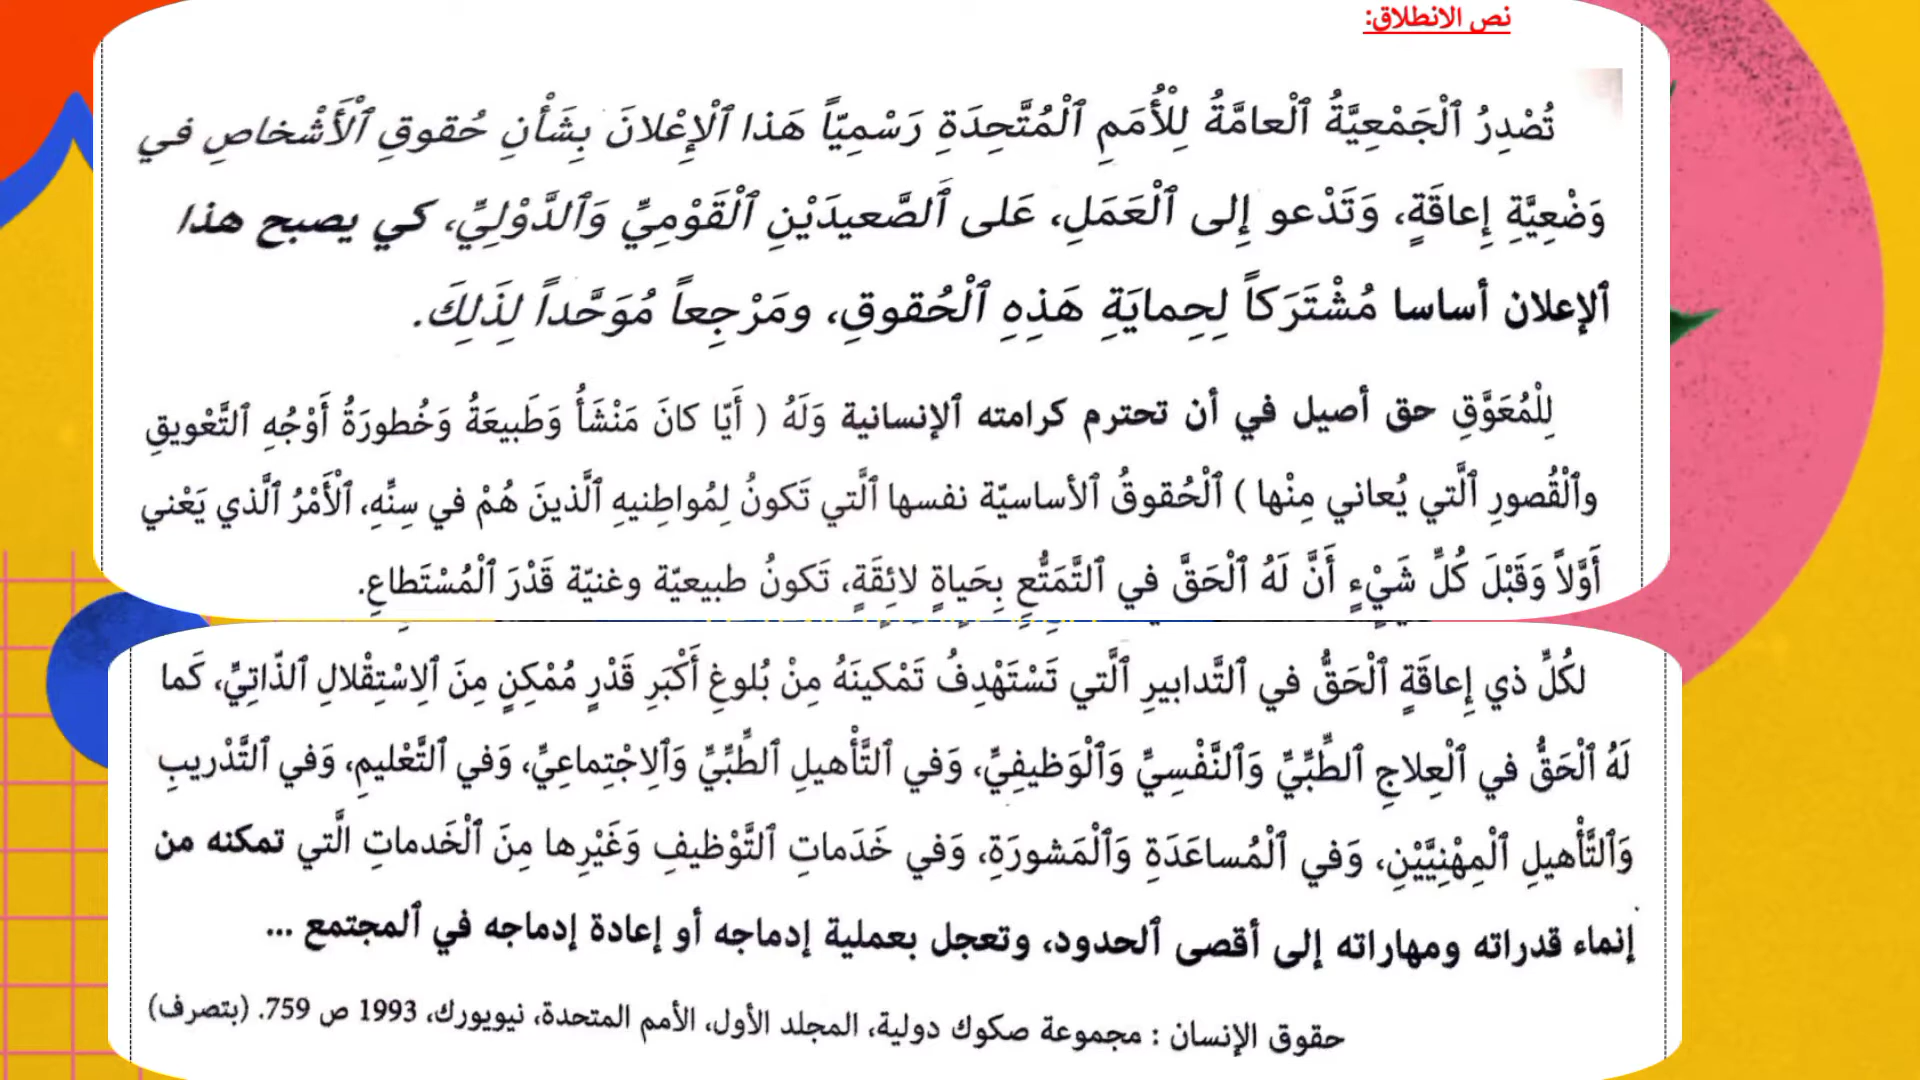 نص الانطلاق:
تُصْدِرُ ٱلْجَمْعِيَّةُ ٱلْعامَّةُ لِلْأُمَمِ ٱلْمُتَّحِدَةِ رَسْمِيّاً هَذا ٱلْإِعْلانَ بِشَأْنِ حُقوقِ ٱلْأَشْخاصِ في
وَضْعِيَّةِ إِعاقَةٍ، وَتَدْعو إِلى ٱلْعَمَلِ، عَلى ٱلصَّعيدَيْنِ ٱلْقَوْمِيِّ وَٱلدَّوْلِيِّ، كي يصبح هذا
ٱلإعلان أساسا مُشْتَرَكاً لِحِمايَةِ هَذِهِ ٱلْحُقوقِ، ومَرْجِعاً مُوَحَّداً لِذَلِكَ.
لِلْمُعَوَّقِ حق أصيل في أن تحترم كرامته ٱلإنسانية وَلَهُ ( أَيّا كانَ مَنْشَأُ وَطَبيعَةُ وَخُطورَةُ أَوْجُهِ ٱلتَّعْويقِ
وٱلْقُصورِ ٱلَّتي يُعاني مِنْها ) ٱلْحُقوقُ ٱلأساسيّة نفسها ٱلَّتي تَكونُ لِمُواطِنيهِ ٱلَّذينَ هُمْ في سِنِّهِ، ٱلْأَمْرُ ٱلَّذي يَعْني
أَوَّلاً وَقَبْلَ كُلِّ شَيْءٍ أَنَّ لَهُ ٱلْحَقَّ في ٱلتَّمَتُّعِ بِحَياةٍ لائِقَةٍ، تَكونُ طبيعيّة وغنيّة قَدْرَ ٱلْمُسْتَطاعِ.
لكُلِّ ذي إِعاقَةٍ ٱلْحَقُّ في ٱلتَّدابيرِ ٱلَّتي تَسْتَهْدِفُ تَمْكينَهُ مِنْ بُلوغِ أَكْبَرِ قَدْرٍ مُمْكِنٍ مِنَ ٱلِاسْتِقْلالِ ٱلذّاتِيِّ، كَما
لَهُ ٱلْحَقُّ في ٱلْعِلاجِ ٱلطِّبِّيِّ وَٱلنَّفْسِيِّ وَٱلْوَظيفِيِّ، وَفي ٱلتَّأْهيلِ ٱلطِّبِّيِّ وَٱلِاجْتِماعِيِّ، وَفي ٱلتَّعْليمِ، وَفي ٱلتَّدْريبِ
وَٱلتَّأْهيلِ ٱلْمِهْنِيَّيْنِ، وَفي ٱلْمُساعَدَةِ وَٱلْمَشورَةِ، وَفي خَدَماتِ ٱلتَّوْظيفِ وَغَيْرِها مِنَ ٱلْخَدماتِ الَّتي تمكنه من
إنماء قدراته ومهاراته إلى أقصى ٱلحدود، وتعجل بعملية إدماجه أو إعادة إدماجه في ٱلمجتمع ...
حقوق الإنسان : مجموعة صكوك دولية، المجلد الأول، الأمم المتحدة، نيويورك، 1993 ص 759. (بتصرف)